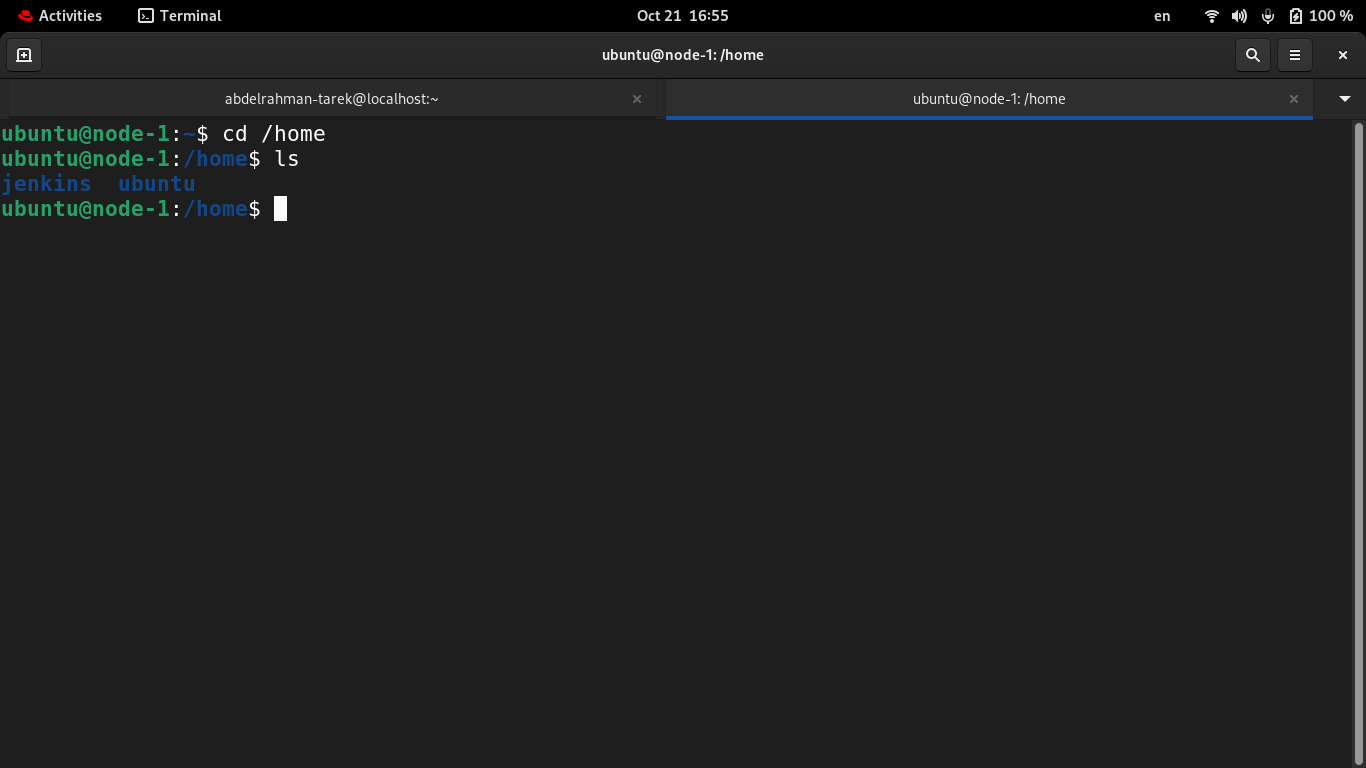 Activities Terminal Oct 21 16:55 en 100 %
ubuntu@node-1: /home
abdelrahman-tarek@localhost:~ ubuntu@node-1: /home
ubuntu@node-1:~$ cd /home
ubuntu@node-1:/home$ ls
jenkins  ubuntu
ubuntu@node-1:/home$